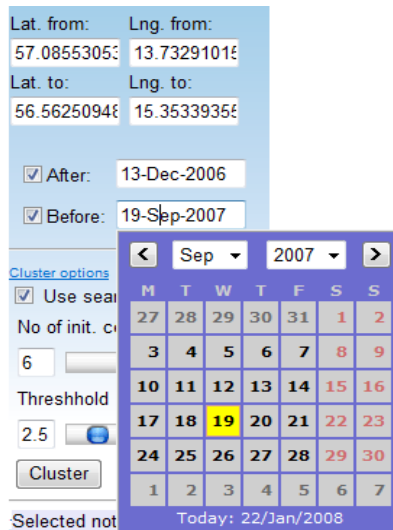 Lat. from: Lng. from:
57.08553053 13.73291015
Lat. to: Lng. to:
56.56250948 15.35339355
After: 13-Dec-2006
Before: 19-Sep-2007
Sep 2007
Cluster options
M T W T F S S
Use sea
27 28 29 30 31 1 2
No of init. c
3 4 5 6 7 8 9
6
10 11 12 13 14 15 16
Threshhold
17 18 19 20 21 22 23
2.5
24 25 26 27 28 29 30
Cluster
1 2 3 4 5 6 7
Selected not
Today: 22/Jan/2008